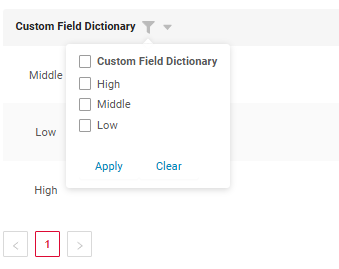 Custom Field Dictionary
Custom Field Dictionary
Middle
High
Middle
Low
Low
Apply Clear
High
< 1 >